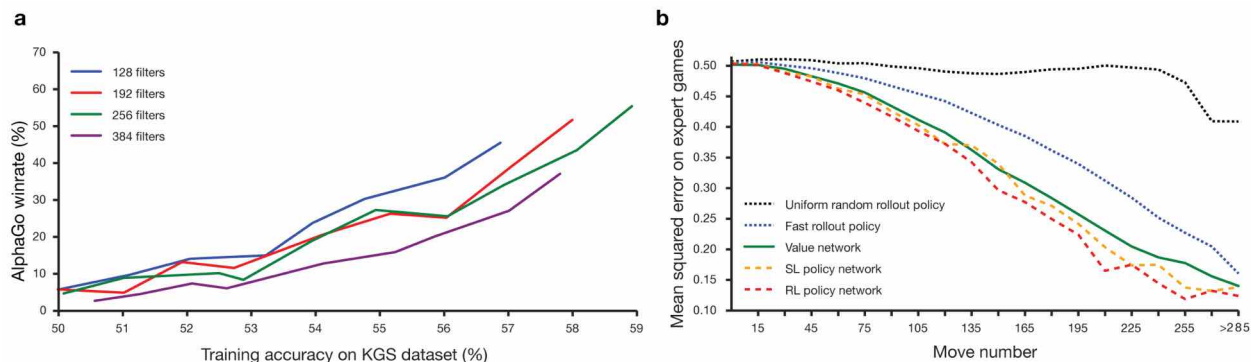 a
AlphaGo winrate (%)
70
60
50
40
30
20
10
0
128 filters
192 filters
256 filters
384 filters
50 51 52 53 54 55 56 57 58 59
Training accuracy on KGS dataset (%)
b
Mean squared error on expert games
0.50
0.45
0.40
0.35
0.30
0.25
0.20
0.15
0.10
Uniform random rollout policy
Fast rollout policy
Value network
SL policy network
RL policy network
15 45 75 105 135 165 195 225 255 >285
Move number